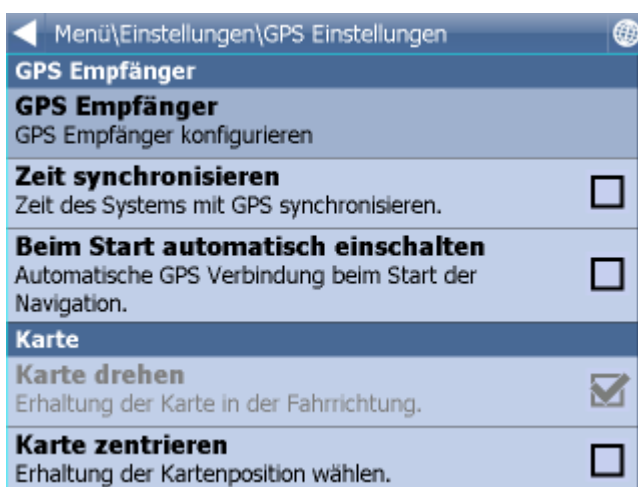 Menü\Einstellungen\GPS Einstellungen
GPS Empfänger
GPS Empfänger
GPS Empfänger konfigurieren
Zeit synchronisieren
Zeit des Systems mit GPS synchronisieren.
Beim Start automatisch einschalten
Automatische GPS Verbindung beim Start der
Navigation.
Karte
Karte drehen
Erhaltung der Karte in der Fahrrichtung.
Karte zentrieren
Erhaltung der Kartenposition wählen.